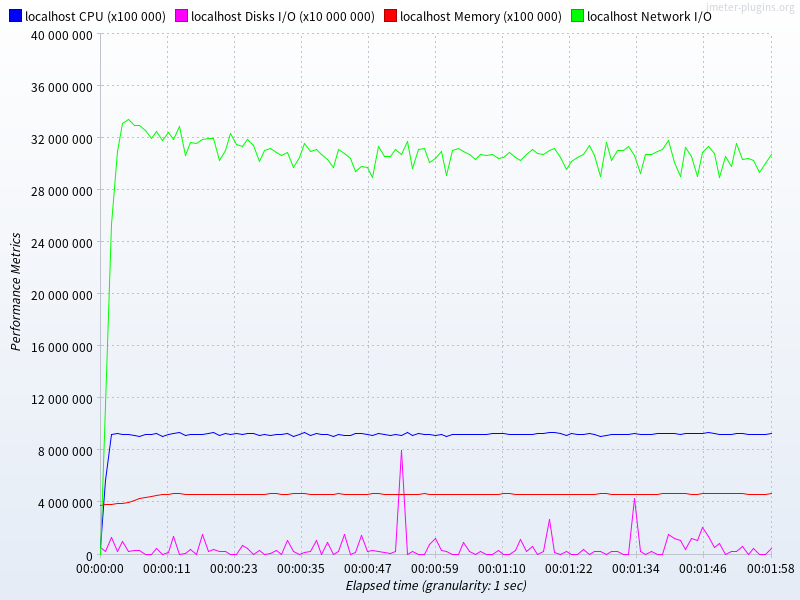 localhost CPU (x100 000) localhost Disks I/O (x10 000 000) localhost Memory (x100 000) localhost Network I/O
jmeter-plugins.org
40 000 000
36 000 000
32 000 000
28 000 000
24 000 000
20 000 000
16 000 000
12 000 000
8 000 000
4 000 000
0
Performance Metrics
00:00:00 00:00:11 00:00:23 00:00:35 00:00:47 00:00:59 00:01:10 00:01:22 00:01:34 00:01:46 00:01:58
Elapsed time (granularity: 1 sec)